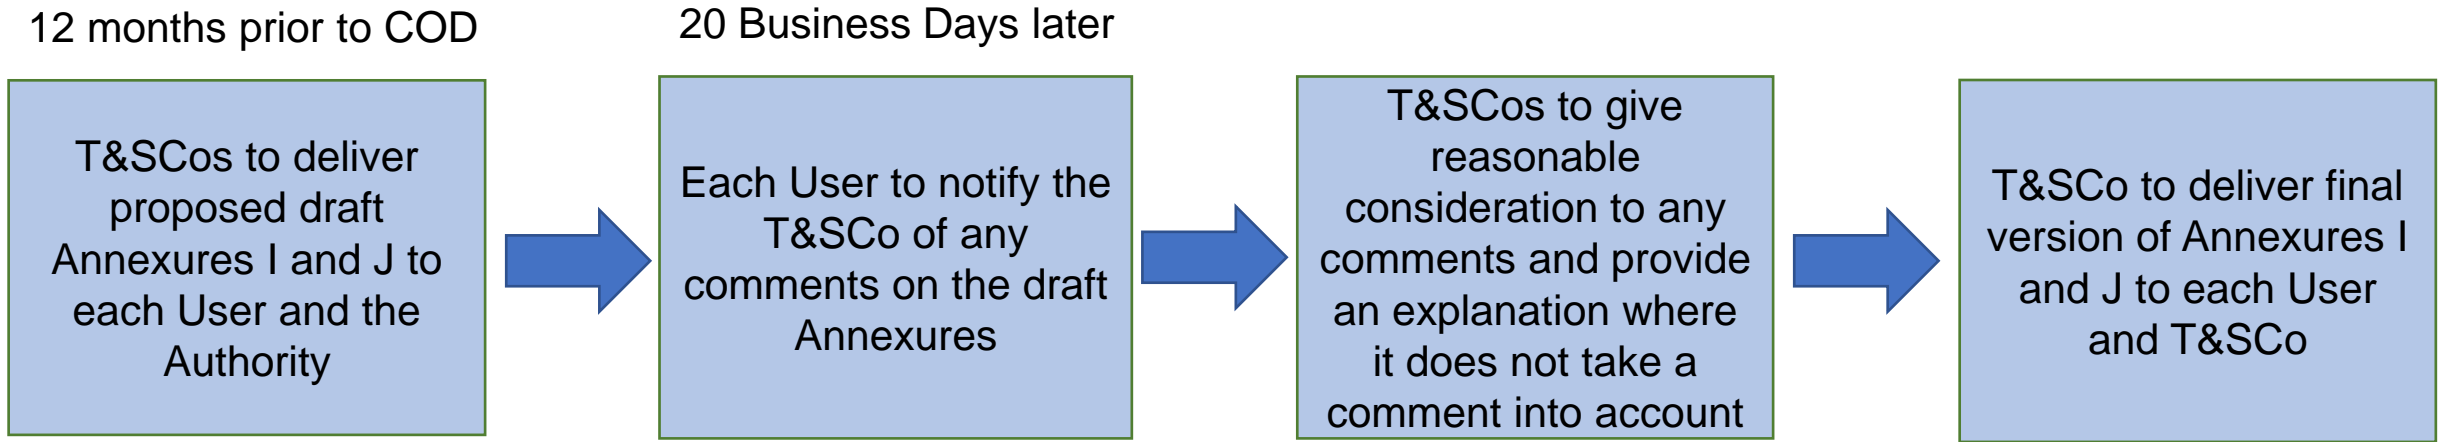 12 months prior to COD
20 Business Days later
T&SCos to deliver
proposed draft
Annexures I and J to
each User and the
Authority
Each User to notify the
T&SCo of any
comments on the draft
Annexures
T&SCos to give
reasonable
consideration to any
comments and provide
an explanation where
it does not take a
comment into account
T&SCo to deliver final
version of Annexures I
and J to each User
and T&SCo